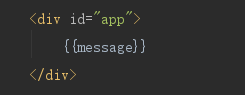 <div id="app">
{{message}}
</div>